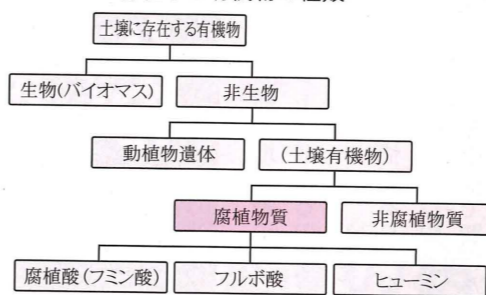 土壌に存在する有機物
生物(バイオマス)
非生物
動植物遺体
(土壌有機物)
腐植物質
非腐植物質
腐植酸(フミン酸)
フルボ酸
ヒューミン